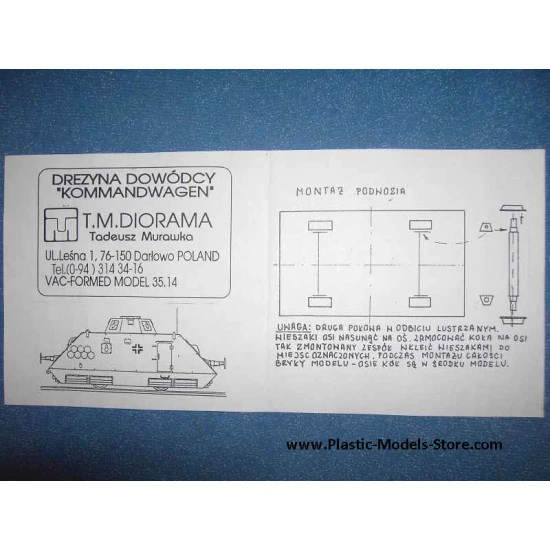 DREZYNA DOWÓDCY
"KOMMANDWAGEN"
T.M.DIORAMA
Tadeusz Murawka
UL.Leśna 1, 76-150 Darłowo POLAND
Tel.(0-94) 314 34-16
VAC-FORMED MODEL 35.14
MONTAŻ PODWOZIA
UWAGA: DRUGA POŁOWA W ODBICIU LUSTRZANYM.
WIESZAKI OSI NASUNĄĆ NA OŚ. ZAMOCOWAĆ KOŁA NA OSI
TAK ZMONTOWANY ZESPÓŁ WKLEIĆ WIESZAKAMI DO
MIEJSC OZNACZONYCH. PODCZAS MONTAŻU CAŁOŚCI
BRYŁY MODELU - OSIE KÓŁ SĄ W ŚRODKU MODELU.
www.Plastic-Models-Store.com